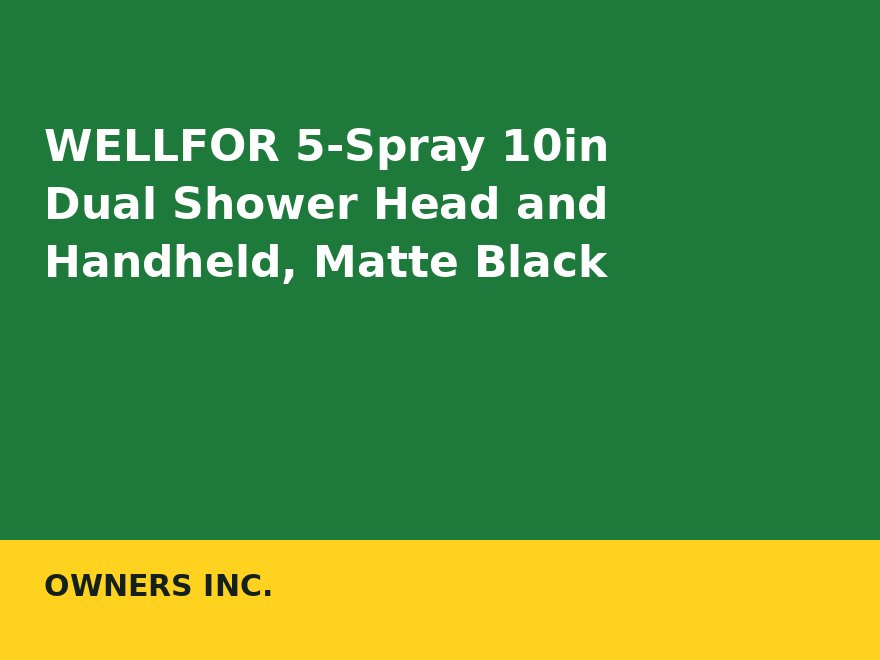 WELLFOR 5-Spray 10in
Dual Shower Head and
Handheld, Matte Black
OWNERS INC.